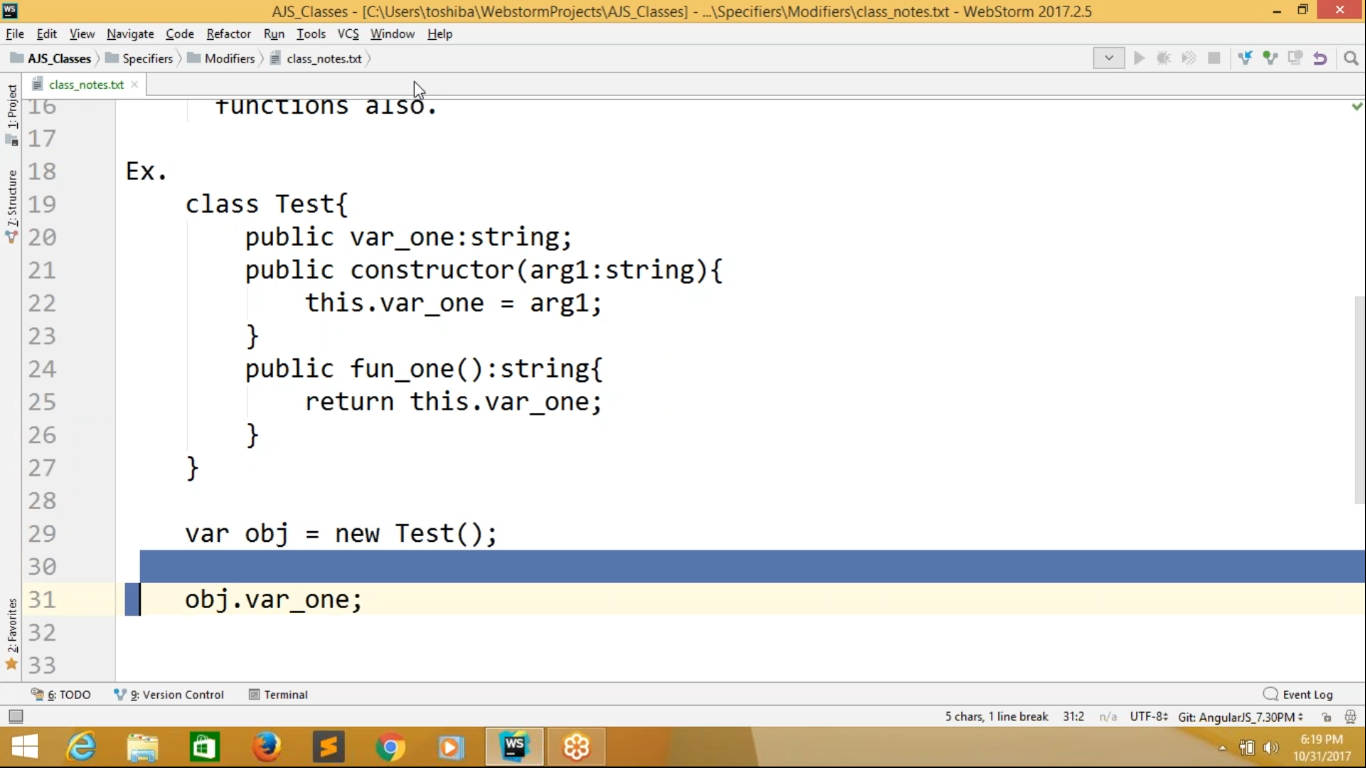 WS
AJS_Classes - [C:\Users\toshiba\WebstormProjects\AJS_Classes] - ...\Specifiers\Modifiers\class_notes.txt - WebStorm 2017.2.5
File Edit View Navigate Code Refactor Run Tools VCS Window Help
AJS_Classes Specifiers Modifiers class_notes.txt
class_notes.txt
1: Project
7: Structure
2: Favorites
16 functions also.
17
18 Ex.
19 class Test{
20 public var_one:string;
21 public constructor(arg1:string){
22 this.var_one = arg1;
23 }
24 public fun_one():string{
25 return this.var_one;
26 }
27 }
28
29 var obj = new Test();
30
31 obj.var_one;
32
33
6: TODO 9: Version Control Terminal Event Log
5 chars, 1 line break 31:2 n/a UTF-8 Git: AngularJS_7.30PM
WS
6:19 PM
10/31/2017